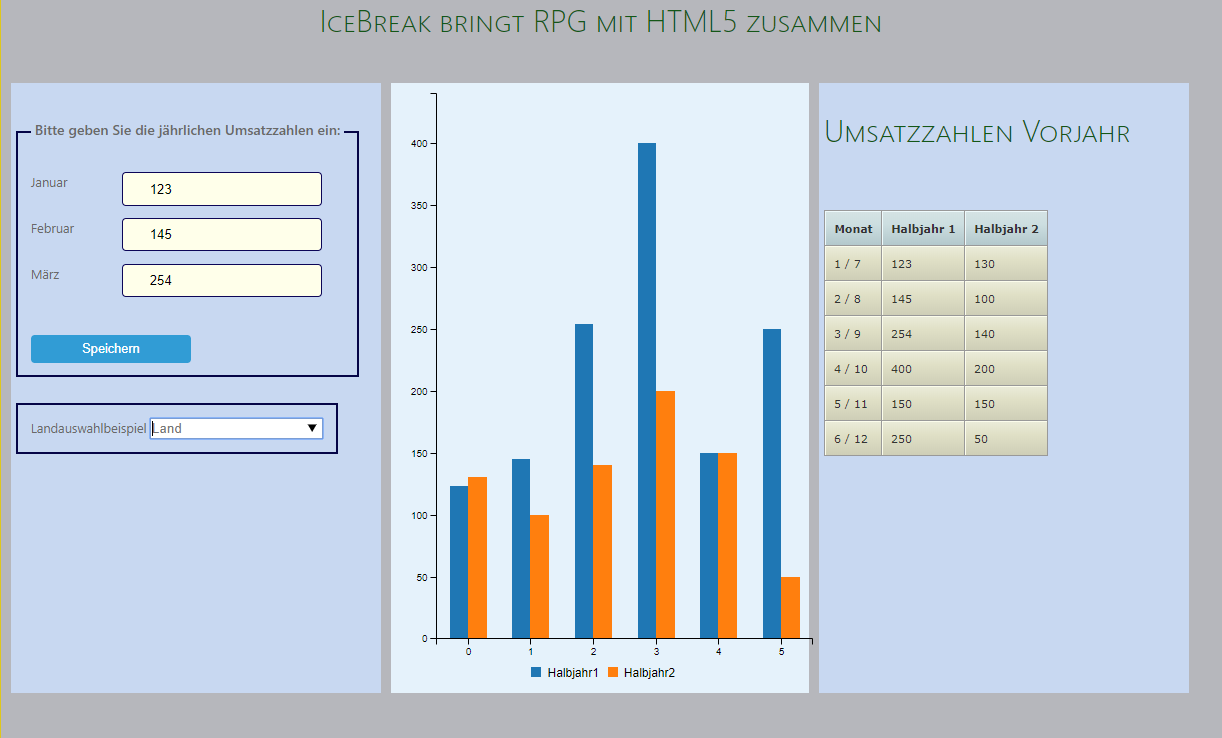 IceBreak bringt RPG mit HTML5 zusammen
Bitte geben Sie die jährlichen Umsatzzahlen ein:
Januar 123
Februar 145
März 254
Speichern
Landauswahlbeispiel Land
400
350
300
250
200
150
100
50
0
0 1 2 3 4 5
Halbjahr1 Halbjahr2
Umsatzzahlen Vorjahr
Monat Halbjahr 1 Halbjahr 2
1 / 7 123 130
2 / 8 145 100
3 / 9 254 140
4 / 10 400 200
5 / 11 150 150
6 / 12 250 50